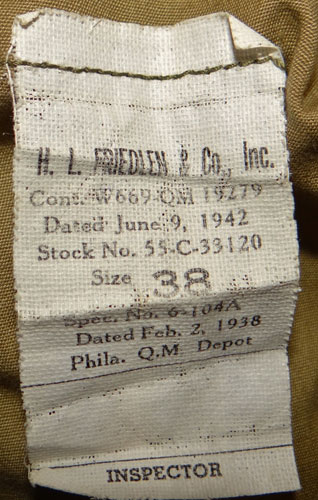 H. L. FRIEDLEN & Co., Inc.
Cont. W669-QM 19279
Dated June 9, 1942
Stock No. 55-C-33120
Size 38
Spec. No. 6-104A
Dated Feb. 2, 1938
Phila. Q.M Depot
INSPECTOR